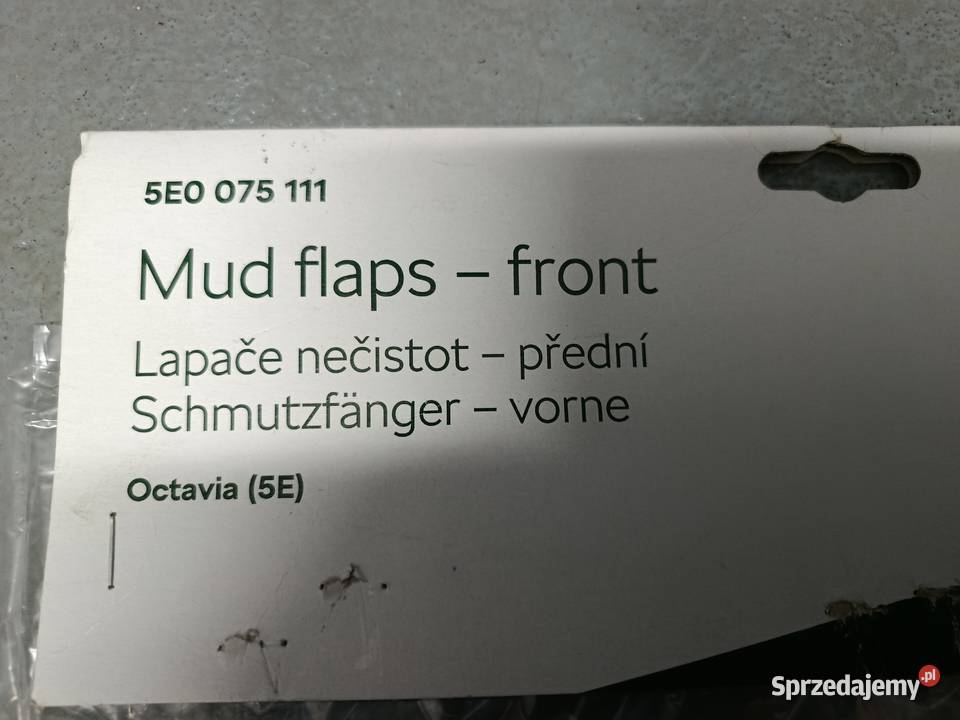 5E0 075 111
Mud flaps – front
Lapače nečistot – přední
Schmutzfänger – vorne
Octavia (5E)
Sprzedajemy.pl